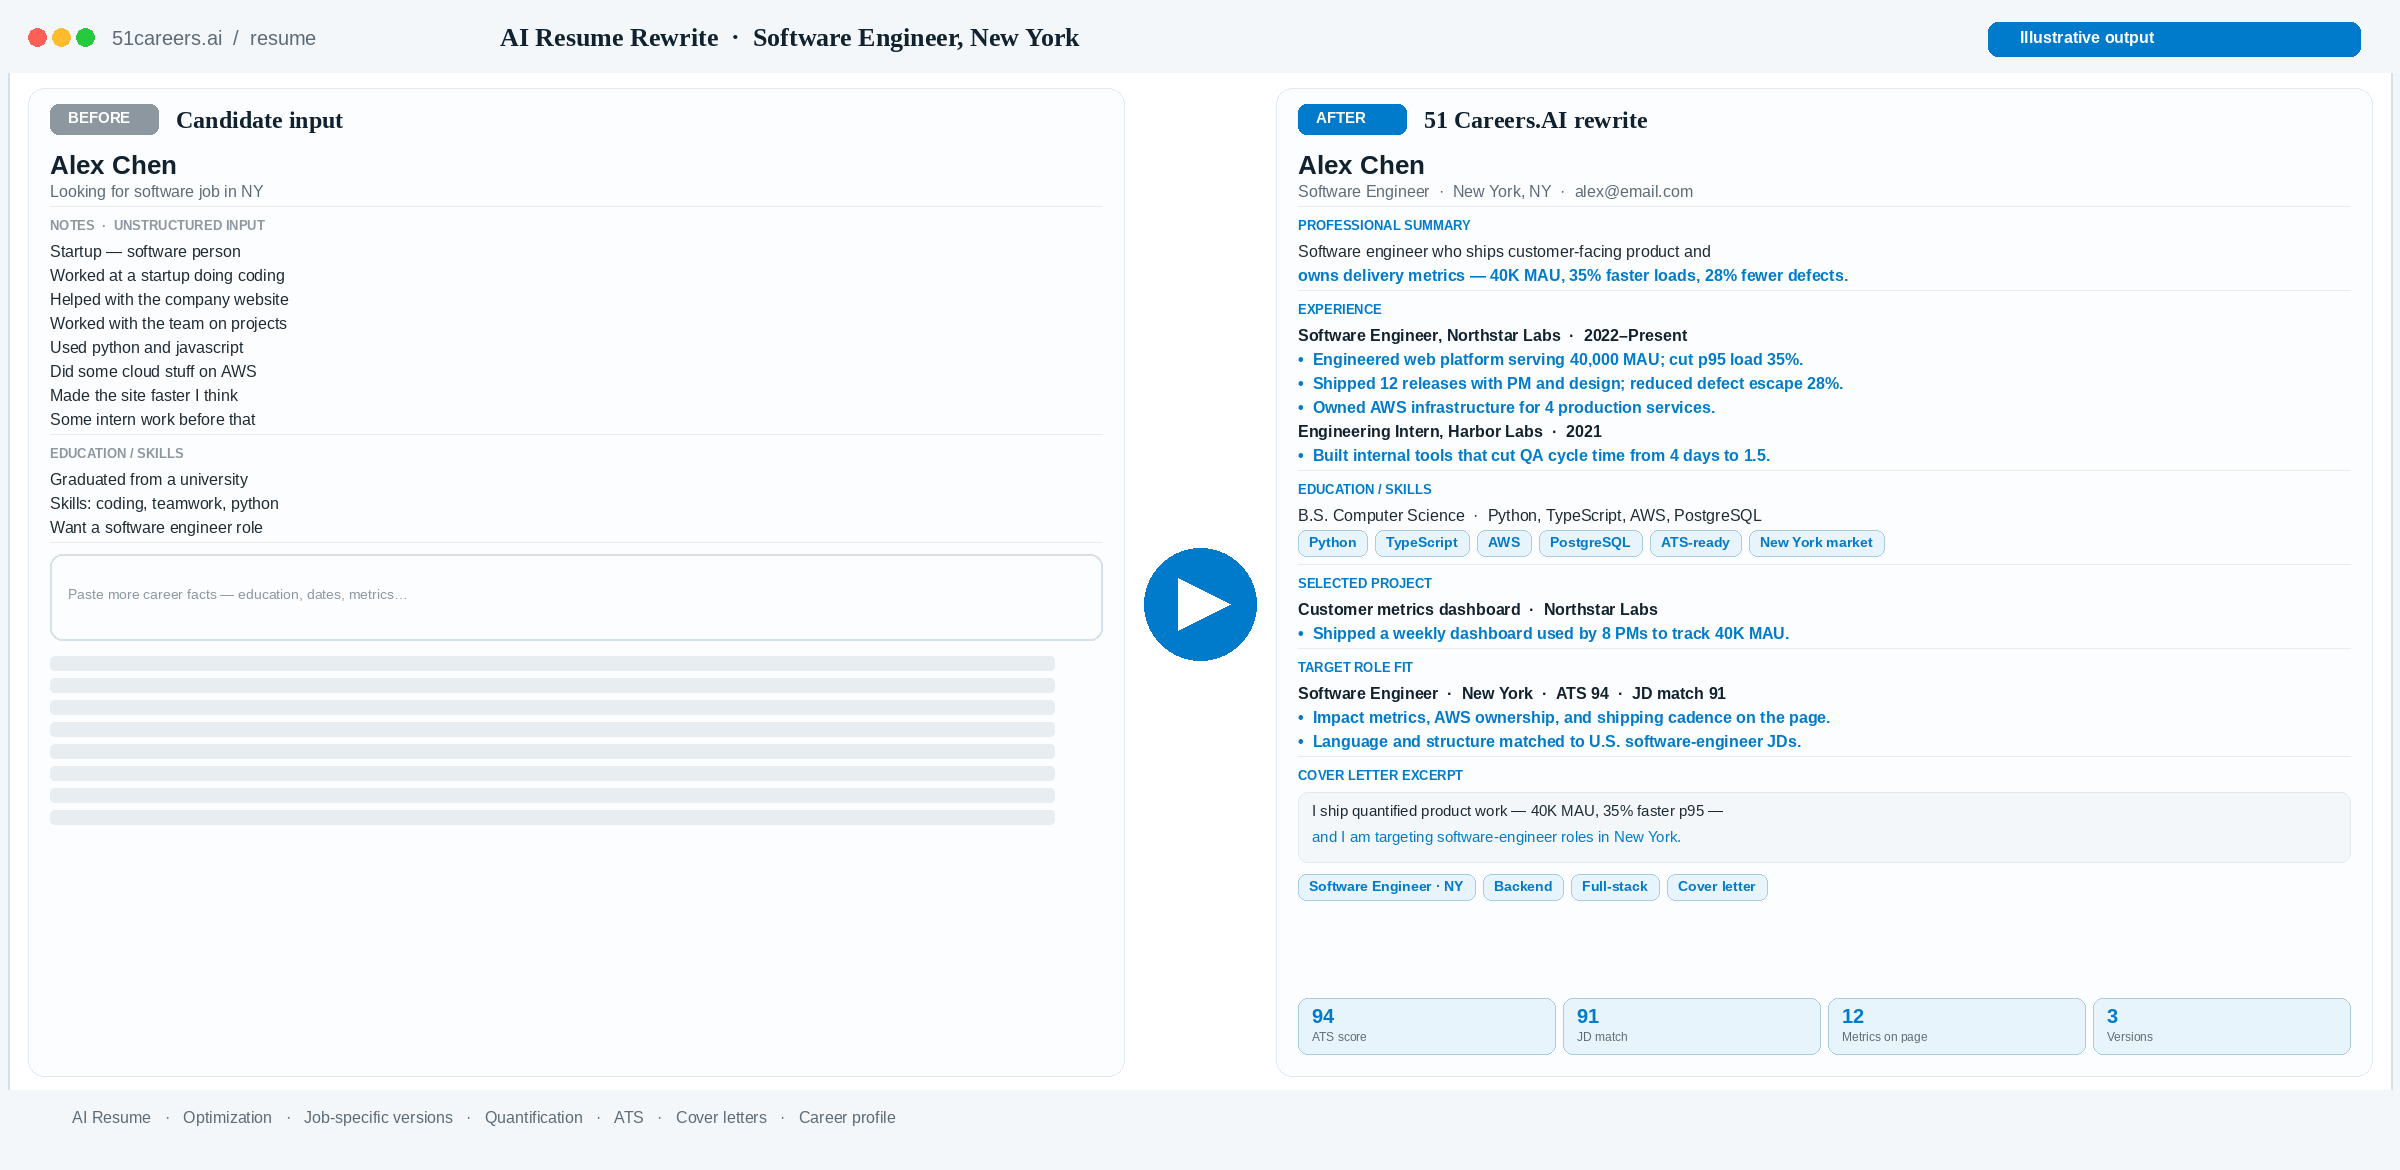 51careers.ai / resume
AI Resume Rewrite · Software Engineer, New York
Illustrative output
BEFORE
Candidate input
Alex Chen
Looking for software job in NY
NOTES · UNSTRUCTURED INPUT
Startup — software person
Worked at a startup doing coding
Helped with the company website
Worked with the team on projects
Used python and javascript
Did some cloud stuff on AWS
Made the site faster I think
Some intern work before that
EDUCATION / SKILLS
Graduated from a university
Skills: coding, teamwork, python
Want a software engineer role
Paste more career facts — education, dates, metrics…
AFTER
51 Careers.AI rewrite
Alex Chen
Software Engineer · New York, NY · alex@email.com
PROFESSIONAL SUMMARY
Software engineer who ships customer-facing product and
owns delivery metrics — 40K MAU, 35% faster loads, 28% fewer defects.
EXPERIENCE
Software Engineer, Northstar Labs · 2022–Present
• Engineered web platform serving 40,000 MAU; cut p95 load 35%.
• Shipped 12 releases with PM and design; reduced defect escape 28%.
• Owned AWS infrastructure for 4 production services.
Engineering Intern, Harbor Labs · 2021
• Built internal tools that cut QA cycle time from 4 days to 1.5.
EDUCATION / SKILLS
B.S. Computer Science · Python, TypeScript, AWS, PostgreSQL
Python TypeScript AWS PostgreSQL ATS-ready New York market
SELECTED PROJECT
Customer metrics dashboard · Northstar Labs
• Shipped a weekly dashboard used by 8 PMs to track 40K MAU.
TARGET ROLE FIT
Software Engineer · New York · ATS 94 · JD match 91
• Impact metrics, AWS ownership, and shipping cadence on the page.
• Language and structure matched to U.S. software-engineer JDs.
COVER LETTER EXCERPT
I ship quantified product work — 40K MAU, 35% faster p95 —
and I am targeting software-engineer roles in New York.
Software Engineer · NY Backend Full-stack Cover letter
94
ATS score
91
JD match
12
Metrics on page
3
Versions
AI Resume · Optimization · Job-specific versions · Quantification · ATS · Cover letters · Career profile